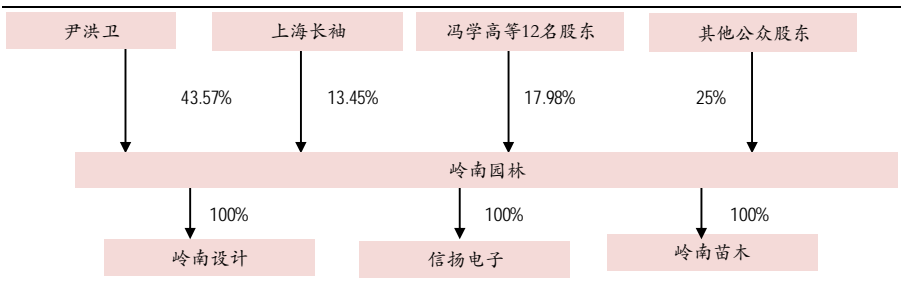 尹洪卫
上海长袖
冯学高等12名股东
其他公众股东
43.57%
13.45%
17.98%
25%
岭南园林
100%
100%
100%
岭南设计
信扬电子
岭南苗木